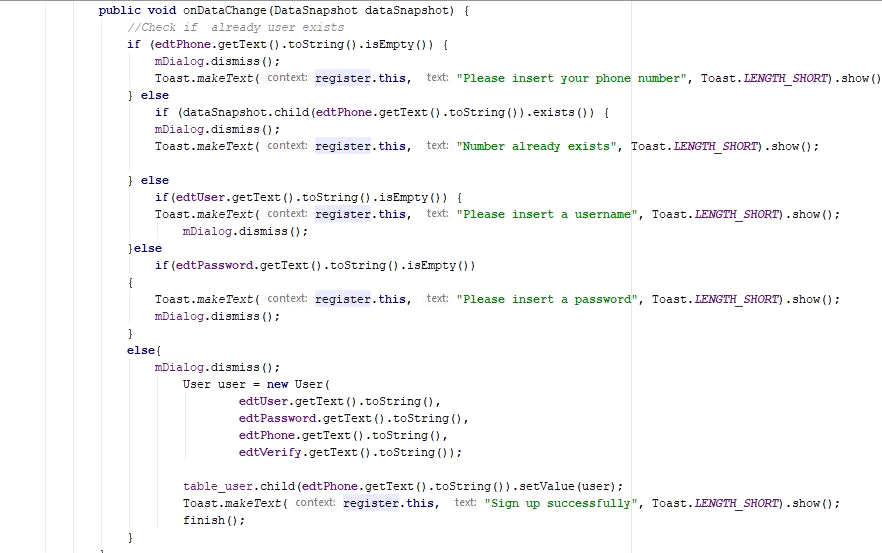 public void onDataChange(DataSnapshot dataSnapshot) {
//Check if  already user exists
if (edtPhone.getText().toString().isEmpty()) {
mDialog.dismiss();
Toast.makeText( context: register.this,  text: "Please insert your phone number", Toast.LENGTH_SHORT).show()
} else
if (dataSnapshot.child(edtPhone.getText().toString()).exists()) {
mDialog.dismiss();
Toast.makeText( context: register.this,  text: "Number already exists", Toast.LENGTH_SHORT).show();
} else
if(edtUser.getText().toString().isEmpty()) {
Toast.makeText( context: register.this,  text: "Please insert a username", Toast.LENGTH_SHORT).show();
mDialog.dismiss();
}else
if(edtPassword.getText().toString().isEmpty())
{
Toast.makeText( context: register.this,  text: "Please insert a password", Toast.LENGTH_SHORT).show();
mDialog.dismiss();
}
else{
mDialog.dismiss();
User user = new User(
edtUser.getText().toString(),
edtPassword.getText().toString(),
edtPhone.getText().toString(),
edtVerify.getText().toString());
table_user.child(edtPhone.getText().toString()).setValue(user);
Toast.makeText( context: register.this,  text: "Sign up successfully", Toast.LENGTH_SHORT).show();
finish();
}